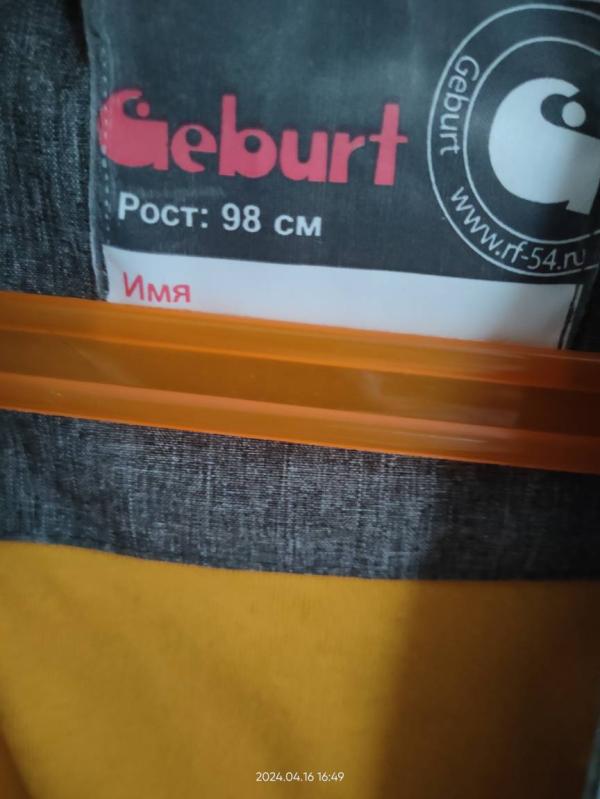 Geburt
Рост: 98 см
Имя
Geburt
www.rf-54.ru
2024.04.16 16:49